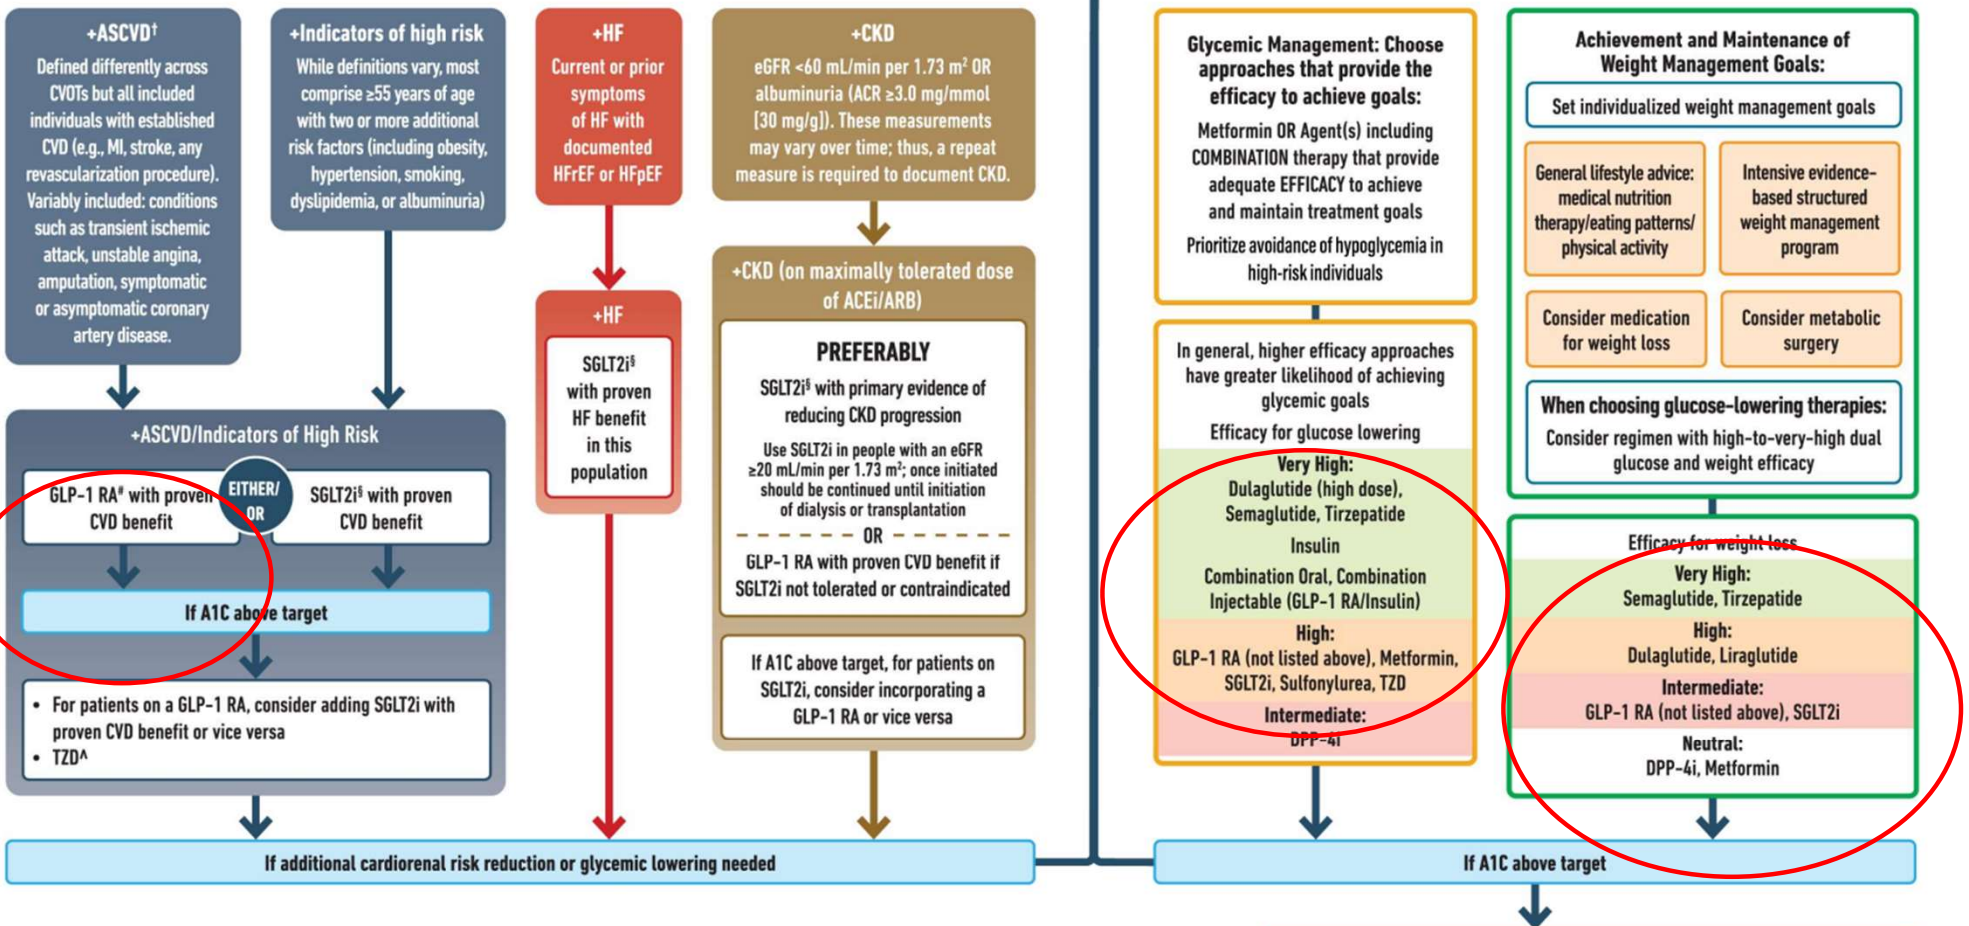 +ASCVD†
Defined differently across
CVOTs but all included
individuals with established
CVD (e.g., MI, stroke, any
revascularization procedure).
Variably included: conditions
such as transient ischemic
attack, unstable angina,
amputation, symptomatic
or asymptomatic coronary
artery disease.
+Indicators of high risk
While definitions vary, most
comprise ≥55 years of age
with two or more additional
risk factors (including obesity,
hypertension, smoking,
dyslipidemia, or albuminuria)
+ASCVD/Indicators of High Risk
GLP-1 RA# with proven
CVD benefit
EITHER/
OR
SGLT2i§ with proven
CVD benefit
If A1C above target
• For patients on a GLP-1 RA, consider adding SGLT2i with
proven CVD benefit or vice versa
• TZD^
+HF
Current or prior
symptoms
of HF with
documented
HFrEF or HFpEF
+HF
SGLT2i§
with proven
HF benefit
in this
population
+CKD
eGFR <60 mL/min per 1.73 m² OR
albuminuria (ACR ≥3.0 mg/mmol
[30 mg/g]). These measurements
may vary over time; thus, a repeat
measure is required to document CKD.
+CKD (on maximally tolerated dose
of ACEi/ARB)
PREFERABLY
SGLT2i§ with primary evidence of
reducing CKD progression
Use SGLT2i in people with an eGFR
≥20 mL/min per 1.73 m²; once initiated
should be continued until initiation
of dialysis or transplantation
OR
GLP-1 RA with proven CVD benefit if
SGLT2i not tolerated or contraindicated
If A1C above target, for patients on
SGLT2i, consider incorporating a
GLP-1 RA or vice versa
If additional cardiorenal risk reduction or glycemic lowering needed
Glycemic Management: Choose
approaches that provide the
efficacy to achieve goals:
Metformin OR Agent(s) including
COMBINATION therapy that provide
adequate EFFICACY to achieve
and maintain treatment goals
Prioritize avoidance of hypoglycemia in
high-risk individuals
In general, higher efficacy approaches
have greater likelihood of achieving
glycemic goals
Efficacy for glucose lowering
Very High:
Dulaglutide (high dose),
Semaglutide, Tirzepatide
Insulin
Combination Oral, Combination
Injectable (GLP-1 RA/Insulin)
High:
GLP-1 RA (not listed above), Metformin,
SGLT2i, Sulfonylurea, TZD
Intermediate:
DPP-4i
Achievement and Maintenance of
Weight Management Goals:
Set individualized weight management goals
General lifestyle advice:
medical nutrition
therapy/eating patterns/
physical activity
Intensive evidence-
based structured
weight management
program
Consider medication
for weight loss
Consider metabolic
surgery
When choosing glucose-lowering therapies:
Consider regimen with high-to-very-high dual
glucose and weight efficacy
Efficacy for weight loss
Very High:
Semaglutide, Tirzepatide
High:
Dulaglutide, Liraglutide
Intermediate:
GLP-1 RA (not listed above), SGLT2i
Neutral:
DPP-4i, Metformin
If A1C above target